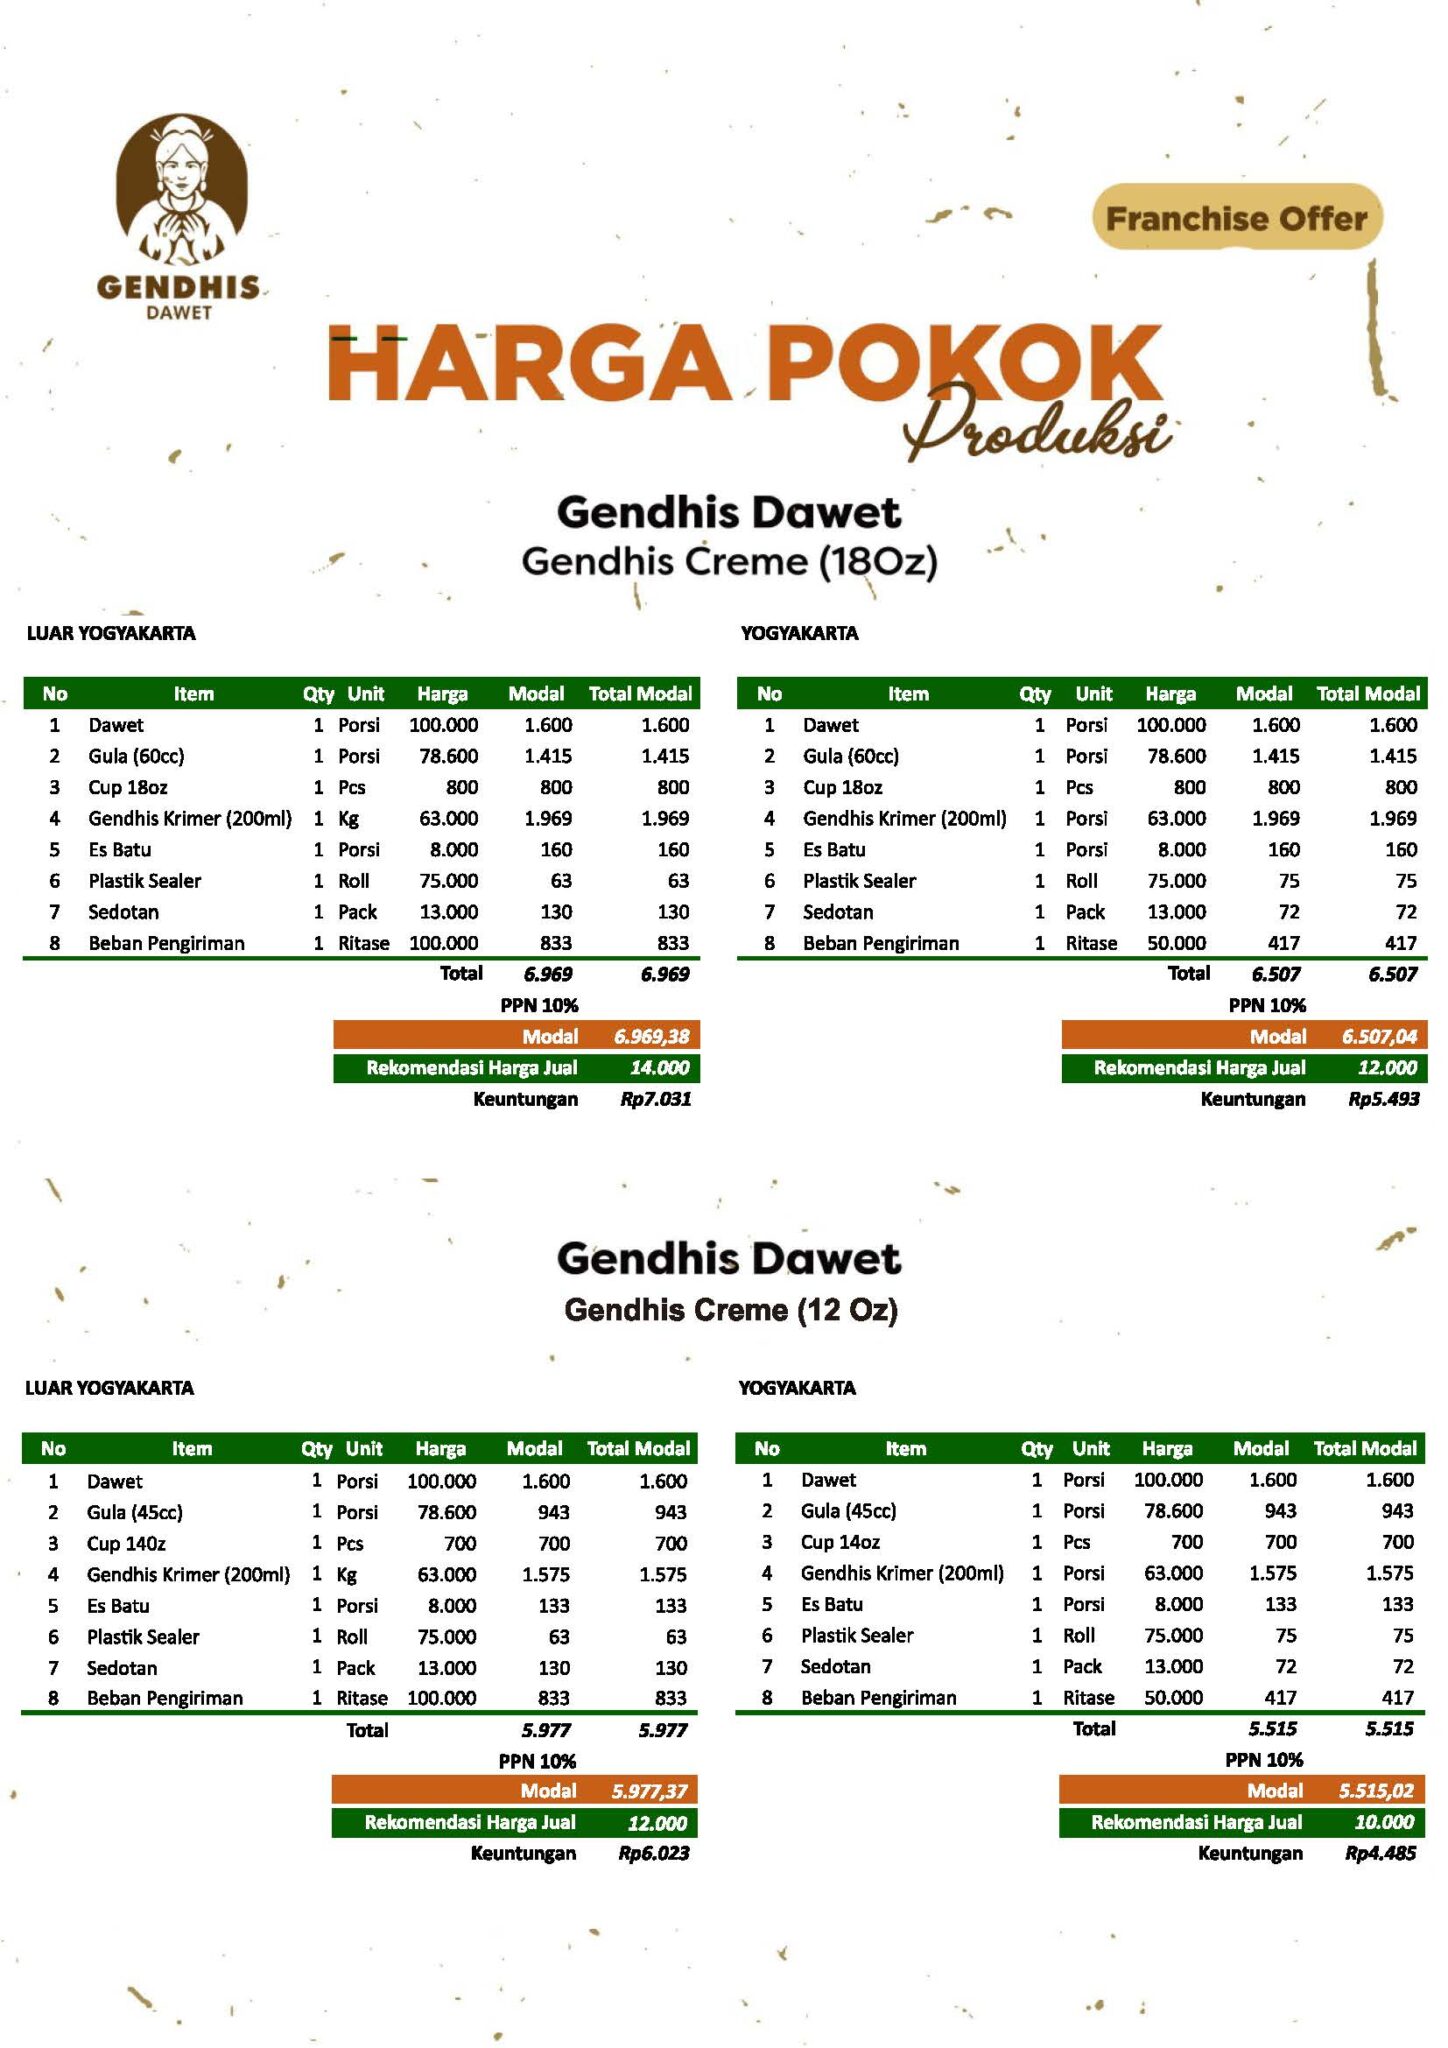 GENDHIS
DAWET
Franchise Offer
HARGA POKOK
Produksi
Gendhis Dawet
Gendhis Creme (18Oz)
LUAR YOGYAKARTA
No Item Qty Unit Harga Modal Total Modal
1 Dawet 1 Porsi 100.000 1.600 1.600
2 Gula (60cc) 1 Porsi 78.600 1.415 1.415
3 Cup 18oz 1 Pcs 800 800 800
4 Gendhis Krimer (200ml) 1 Kg 63.000 1.969 1.969
5 Es Batu 1 Porsi 8.000 160 160
6 Plastik Sealer 1 Roll 75.000 63 63
7 Sedotan 1 Pack 13.000 130 130
8 Beban Pengiriman 1 Ritase 100.000 833 833
Total 6.969 6.969
PPN 10%
Modal 6.969,38
Rekomendasi Harga Jual 14.000
Keuntungan Rp7.031
YOGYAKARTA
No Item Qty Unit Harga Modal Total Modal
1 Dawet 1 Porsi 100.000 1.600 1.600
2 Gula (60cc) 1 Porsi 78.600 1.415 1.415
3 Cup 18oz 1 Pcs 800 800 800
4 Gendhis Krimer (200ml) 1 Porsi 63.000 1.969 1.969
5 Es Batu 1 Porsi 8.000 160 160
6 Plastik Sealer 1 Roll 75.000 75 75
7 Sedotan 1 Pack 13.000 72 72
8 Beban Pengiriman 1 Ritase 50.000 417 417
Total 6.507 6.507
PPN 10%
Modal 6.507,04
Rekomendasi Harga Jual 12.000
Keuntungan Rp5.493
Gendhis Dawet
Gendhis Creme (12 Oz)
LUAR YOGYAKARTA
No Item Qty Unit Harga Modal Total Modal
1 Dawet 1 Porsi 100.000 1.600 1.600
2 Gula (45cc) 1 Porsi 78.600 943 943
3 Cup 140z 1 Pcs 700 700 700
4 Gendhis Krimer (200ml) 1 Kg 63.000 1.575 1.575
5 Es Batu 1 Porsi 8.000 133 133
6 Plastik Sealer 1 Roll 75.000 63 63
7 Sedotan 1 Pack 13.000 130 130
8 Beban Pengiriman 1 Ritase 100.000 833 833
Total 5.977 5.977
PPN 10%
Modal 5.977,37
Rekomendasi Harga Jual 12.000
Keuntungan Rp6.023
YOGYAKARTA
No Item Qty Unit Harga Modal Total Modal
1 Dawet 1 Porsi 100.000 1.600 1.600
2 Gula (45cc) 1 Porsi 78.600 943 943
3 Cup 14oz 1 Pcs 700 700 700
4 Gendhis Krimer (200ml) 1 Porsi 63.000 1.575 1.575
5 Es Batu 1 Porsi 8.000 133 133
6 Plastik Sealer 1 Roll 75.000 75 75
7 Sedotan 1 Pack 13.000 72 72
8 Beban Pengiriman 1 Ritase 50.000 417 417
Total 5.515 5.515
PPN 10%
Modal 5.515,02
Rekomendasi Harga Jual 10.000
Keuntungan Rp4.485